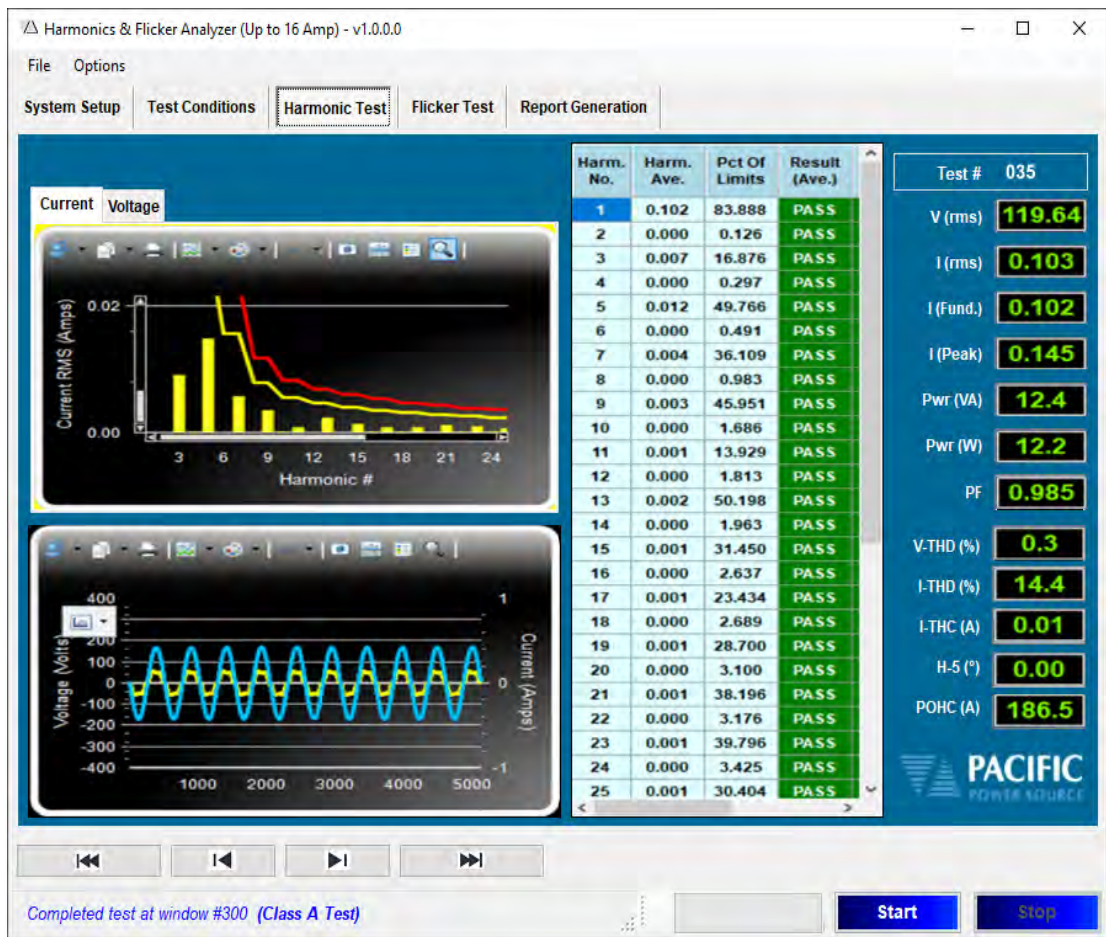 Harmonics & Flicker Analyzer (Up to 16 Amp) - v1.0.0.0
File Options
System Setup Test Conditions Harmonic Test Flicker Test Report Generation
Current Voltage
Current RMS (Amps)
0.02
0.00
3 6 9 12 15 18 21 24
Harmonic #
Voltage (Volts)
400
200
100
0
-100
-200
-300
-400
1
0
-1
Current (Amps)
1000 2000 3000 4000 5000
Harm. No. Harm. Ave. Pct Of Limits Result (Ave.)
1 0.102 83.888 PASS
2 0.000 0.126 PASS
3 0.007 16.876 PASS
4 0.000 0.297 PASS
5 0.012 49.766 PASS
6 0.000 0.491 PASS
7 0.004 36.109 PASS
8 0.000 0.983 PASS
9 0.003 45.951 PASS
10 0.000 1.686 PASS
11 0.001 13.929 PASS
12 0.000 1.813 PASS
13 0.002 50.198 PASS
14 0.000 1.963 PASS
15 0.001 31.450 PASS
16 0.000 2.637 PASS
17 0.001 23.434 PASS
18 0.000 2.689 PASS
19 0.001 28.700 PASS
20 0.000 3.100 PASS
21 0.001 38.196 PASS
22 0.000 3.176 PASS
23 0.001 39.796 PASS
24 0.000 3.425 PASS
25 0.001 30.404 PASS
Test # 035
V (rms) 119.64
I (rms) 0.103
I (Fund.) 0.102
I (Peak) 0.145
Pwr (VA) 12.4
Pwr (W) 12.2
PF 0.985
V-THD (%) 0.3
I-THD (%) 14.4
I-THC (A) 0.01
H-5 (°) 0.00
POHC (A) 186.5
PACIFIC
POWER SOURCE
Completed test at window #300 (Class A Test)
Start Stop